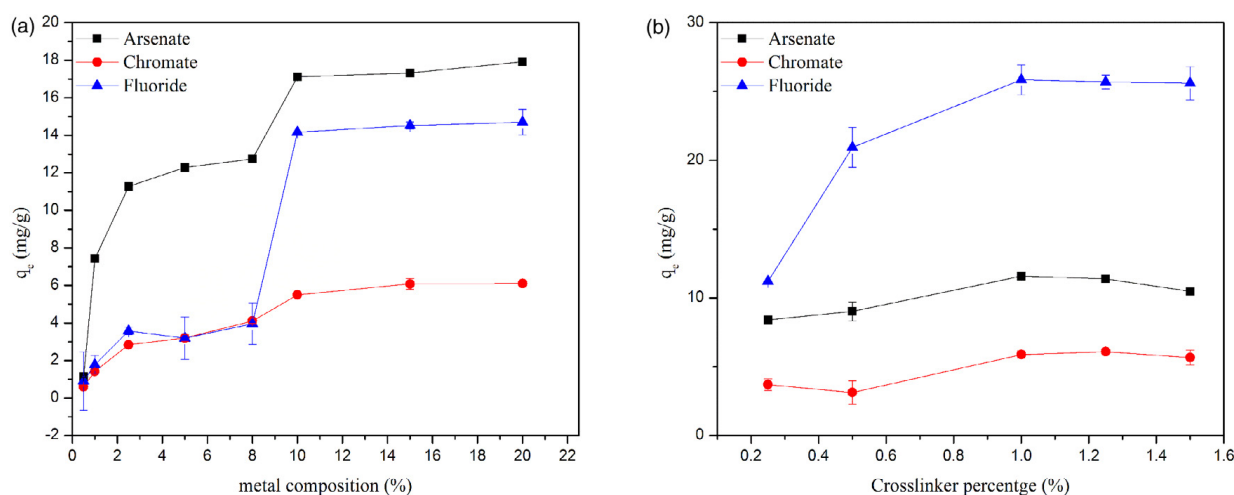 (a)
20
18
16
14
12
10
8
6
4
2
0
-2
qe (mg/g)
Arsenate
Chromate
Fluoride
0 2 4 6 8 10 12 14 16 18 20 22
metal composition (%)
(b)
30
20
10
0
qe (mg/g)
Arsenate
Chromate
Fluoride
0.2 0.4 0.6 0.8 1.0 1.2 1.4 1.6
Crosslinker percentge (%)